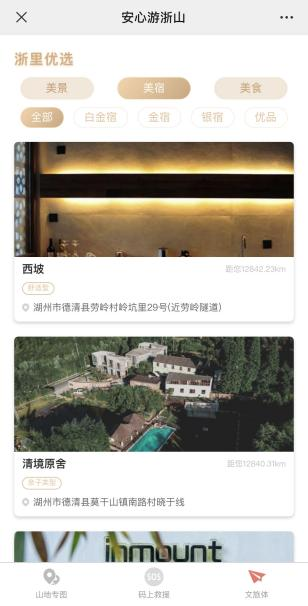 安心游浙山
浙里优选
美景 美宿 美食
全部 白金宿 金宿 银宿 优品
西坡 距您12842.23km
舒适型
湖州市德清县劳岭村岭坑里29号(近劳岭隧道)
清境原舍 距您12840.31km
亲子类型
湖州市德清县莫干山镇南路村晓于线
inmount
SOS
山地专图 码上救援 文旅体